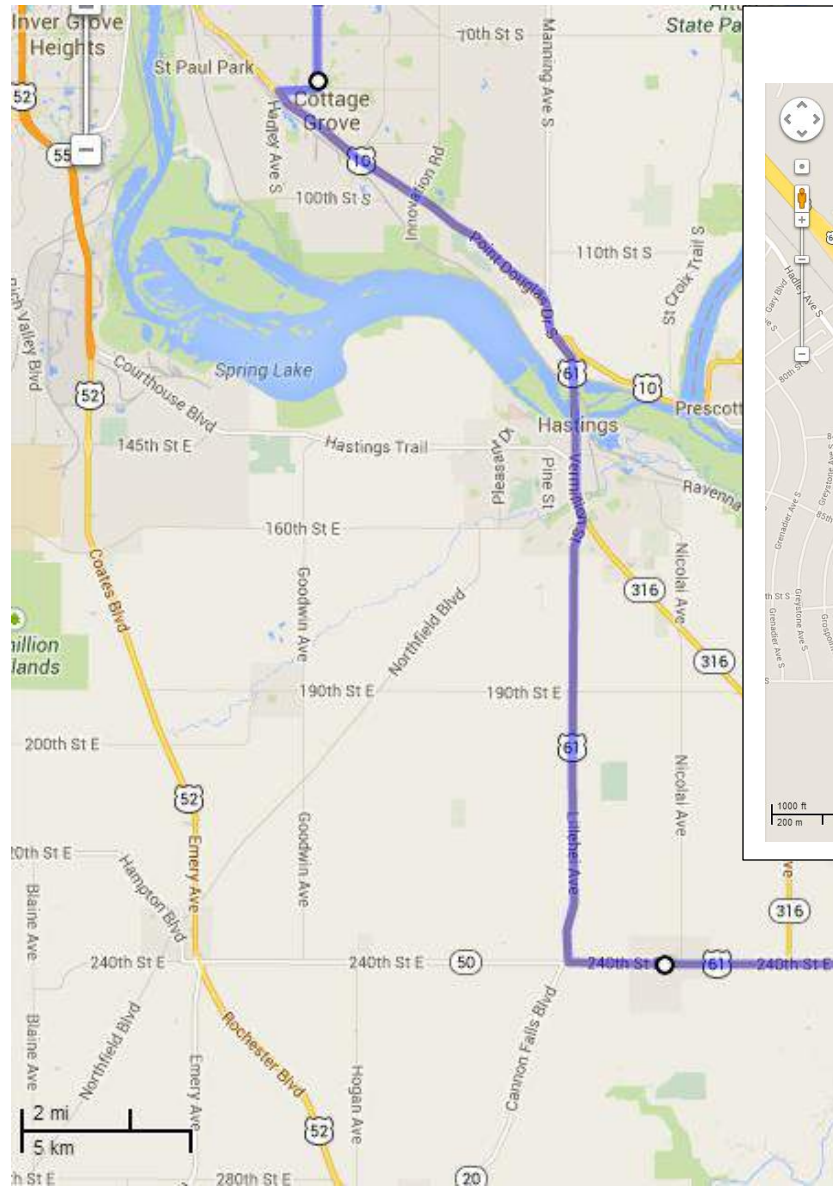 Inver Grove
Heights
70th St S
State Pa
Manning Ave S
St Paul Park
52
Cottage
Grove
Hadley Ave S
55
10
Innovation Rd
100th St S
Point Douglas Dr S
110th St S
St Croix Trail S
Spring Lake
61
10
Prescott
52
Courthouse Blvd
Hastings
145th St E
Hastings Trail
Pleasant Dr
Pine St
Vermillion St
Ravenna
160th St E
Coates Blvd
Goodwin Ave
Northfield Blvd
Nicolai Ave
316
316
190th St E
190th St E
200th St E
61
Nicolai Ave
52
Emery Ave
Goodwin Ave
Lillehei Ave
Hampton Blvd
Blaine Ave
316
240th St E
240th St E
50
240th St
61
240th St E
Cannon Falls Blvd
Northfield Blvd
Blaine Ave
Rochester Blvd
Emery Ave
Hogan Ave
52
2 mi
5 km
280th St E
20
Hadley Ave S
Gary Blvd
80th St
Greystone Ave S
Grenadier Ave S
85th
Greystone Ave S
Grenadier Ave S
1000 ft
200 m